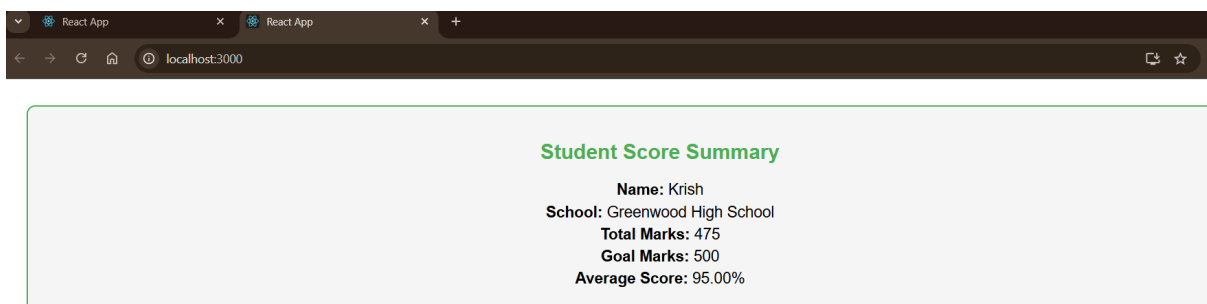 React App
React App
localhost:3000
Student Score Summary
Name: Krish
School: Greenwood High School
Total Marks: 475
Goal Marks: 500
Average Score: 95.00%